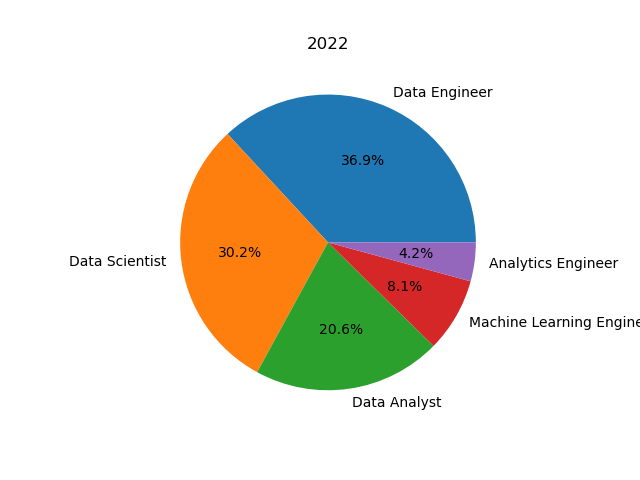 2022
Data Engineer
36.9%
30.2%
Data Scientist
4.2%
Analytics Engineer
8.1%
Machine Learning Engine
20.6%
Data Analyst